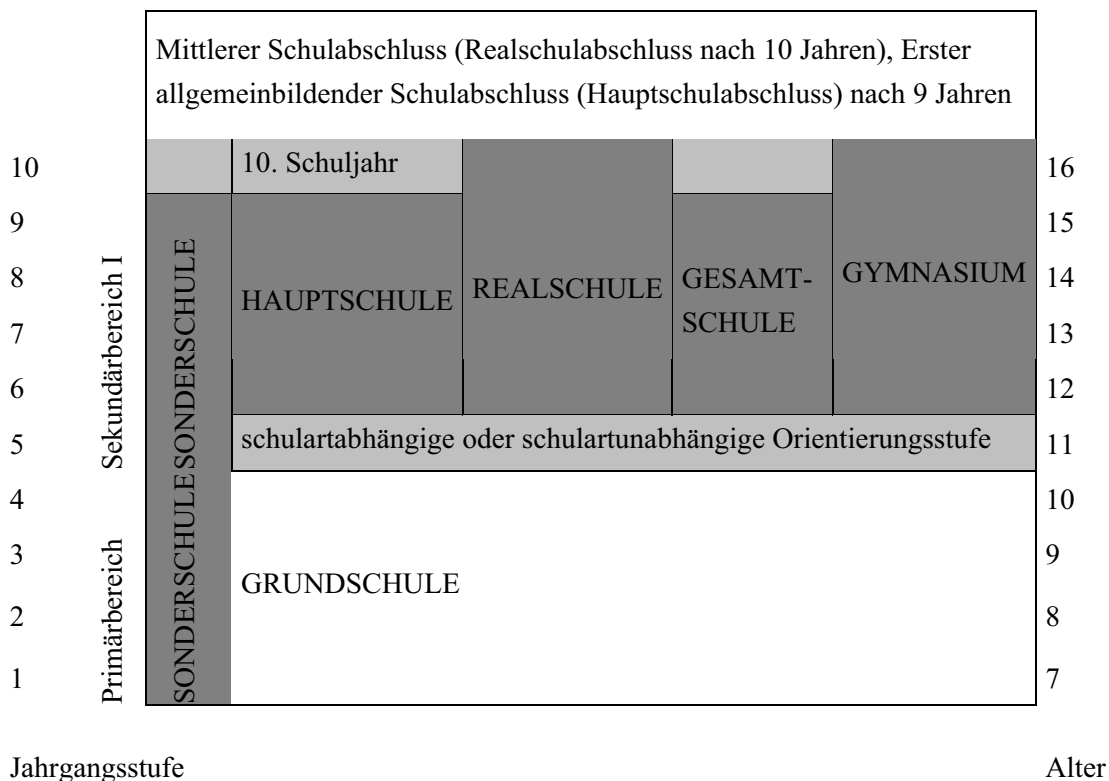 Mittlerer Schulabschluss (Realschulabschluss nach 10 Jahren), Erster
allgemeinbildender Schulabschluss (Hauptschulabschluss) nach 9 Jahren
10
10. Schuljahr
16
9
15
8
14
7
13
6
12
5
11
4
10
3
9
2
8
1
7
Sekundärbereich I
Primärbereich
SONDERSCHULE SONDERSCHULE
HAUPTSCHULE
REALSCHULE
GESAMT-
SCHULE
GYMNASIUM
schulartabhängige oder schulartunabhängige Orientierungsstufe
GRUNDSCHULE
Jahrgangsstufe
Alter